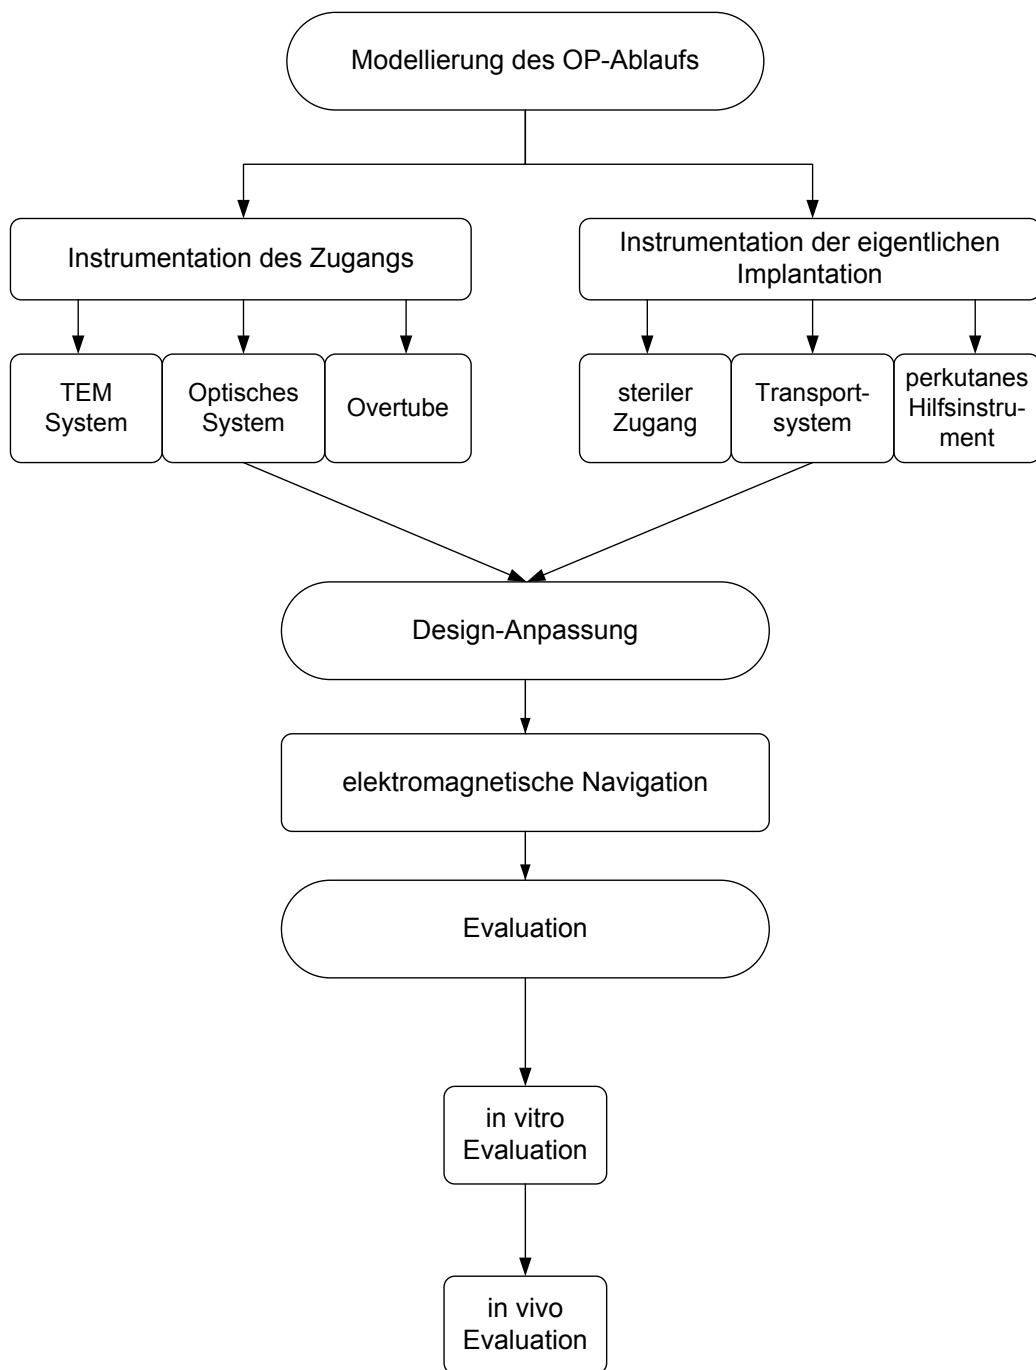 Modellierung des OP-Ablaufs
Instrumentation des Zugangs
Instrumentation der eigentlichen
Implantation
TEM
System
Optisches
System
Overtube
steriler
Zugang
Transport-
system
perkutanes
Hilfsinstru-
ment
Design-Anpassung
elektromagnetische Navigation
Evaluation
in vitro
Evaluation
in vivo
Evaluation